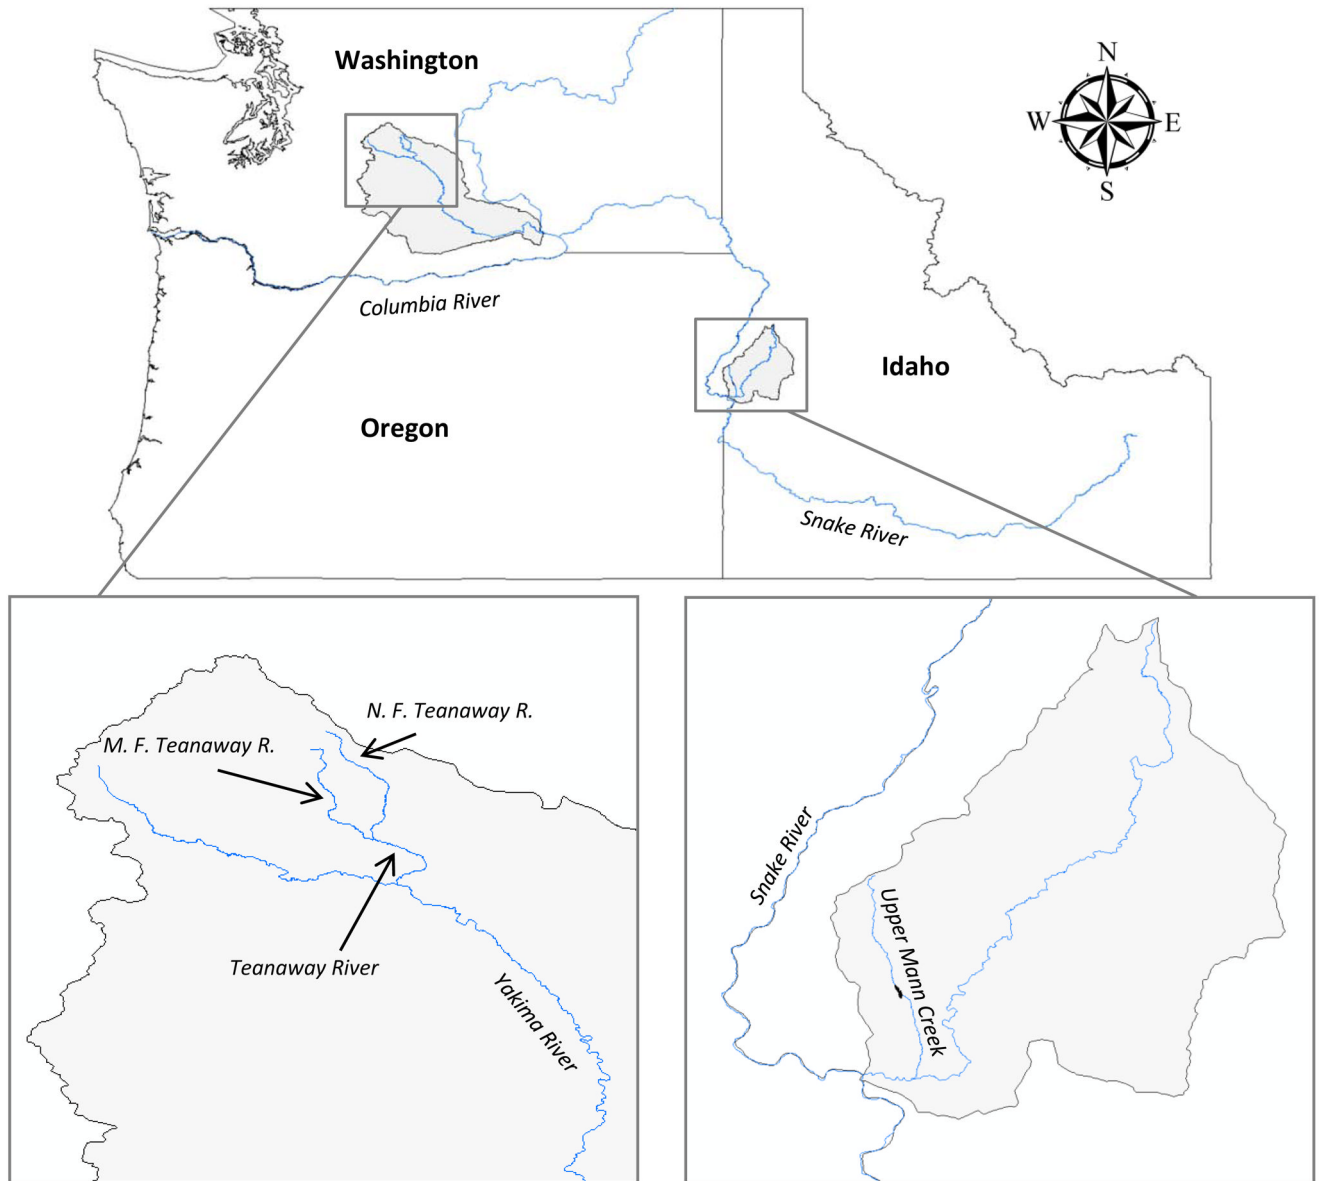 Washington
N
W
E
S
Columbia River
Idaho
Oregon
Snake River
N. F. Teanaway R.
M. F. Teanaway R.
Teanaway River
Yakima River
Snake River
Upper Mann Creek